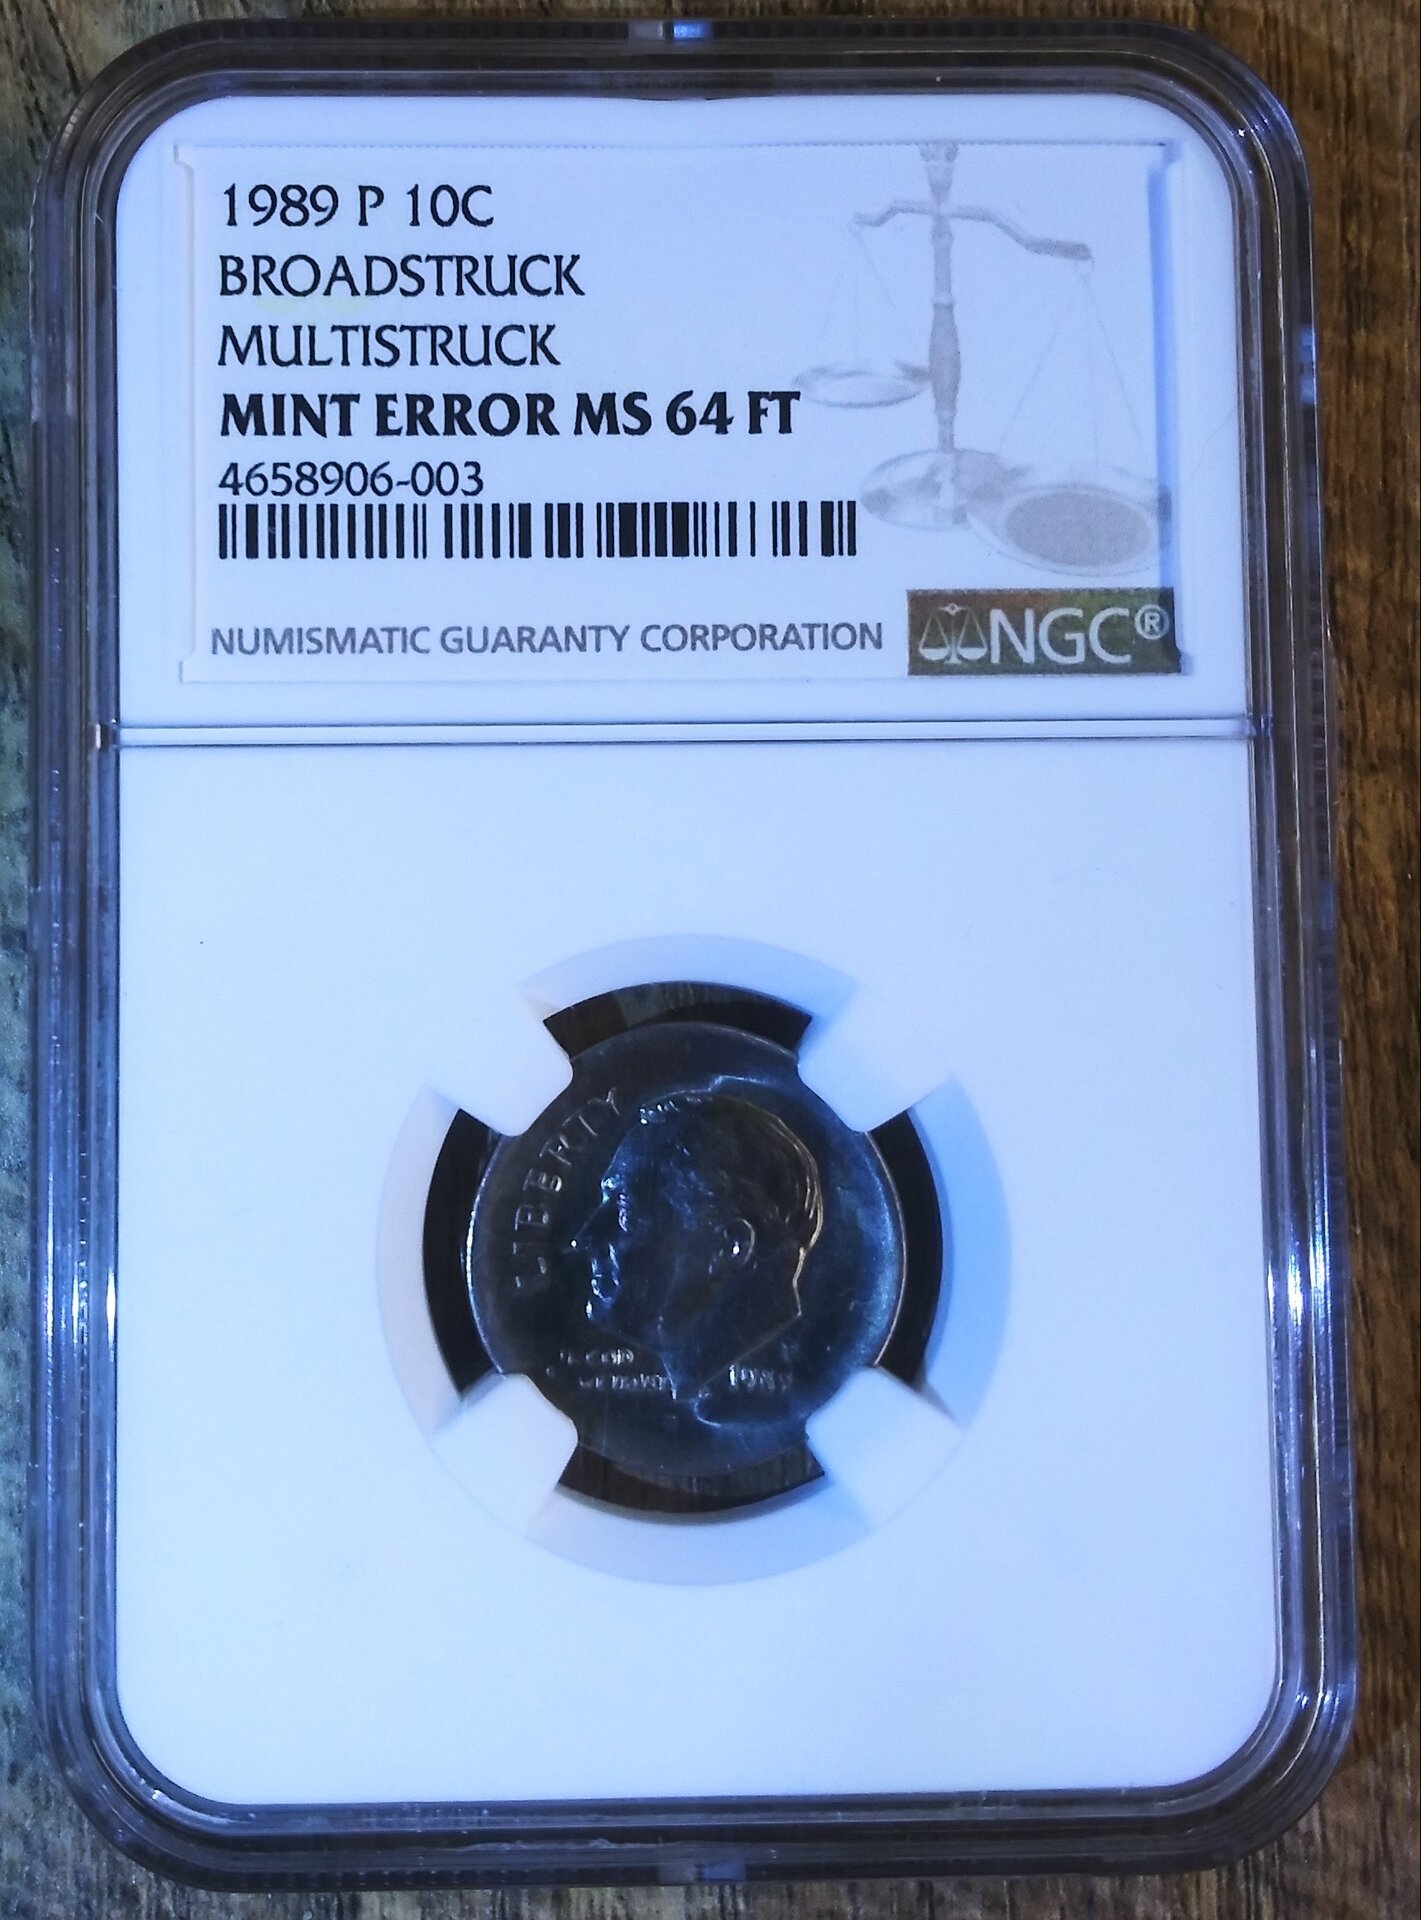 1989 P 10C
BROADSTRUCK
MULTISTRUCK
MINT ERROR MS 64 FT
4658906-003
NUMISMATIC GUARANTY CORPORATION
NGC®
LIBERTY